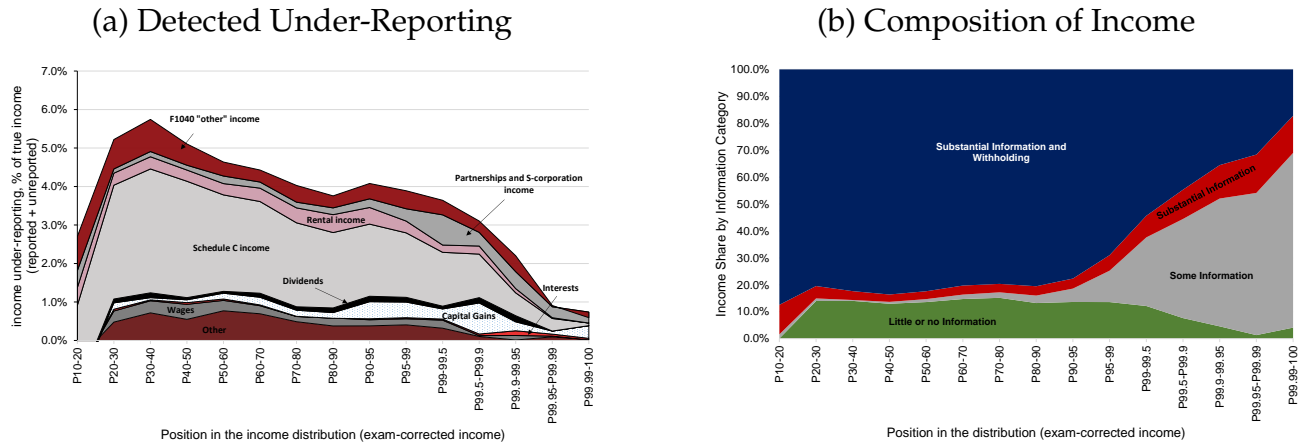 (a) Detected Under-Reporting
7.0%
6.0%
5.0%
4.0%
3.0%
2.0%
1.0%
0.0%
income under-reporting, % of true income
(reported + unreported)
F1040 "other" income
Partnerships and S-corporation
income
Rental income
Schedule C income
Dividends
Interests
Wages
Capital Gains
Other
P10-20
P20-30
P30-40
P40-50
P50-60
P60-70
P70-80
P80-90
P90-95
P95-99
P99-99.5
P99.5-P99.9
P99.9-99.95
P99.95-P99.99
P99.99-100
Position in the income distribution (exam-corrected income)
(b) Composition of Income
100.0%
90.0%
80.0%
70.0%
60.0%
50.0%
40.0%
30.0%
20.0%
10.0%
0.0%
Income Share by Information Category
Substantial Information and
Withholding
Substantial Information
Some Information
Little or no Information
P10-20
P20-30
P30-40
P40-50
P50-60
P60-70
P70-80
P80-90
P90-95
P95-99
P99-99.5
P99.5-P99.9
P99.9-P95
P99.95-P99.99
P99.99-100
Position in the distribution (exam-corrected income)